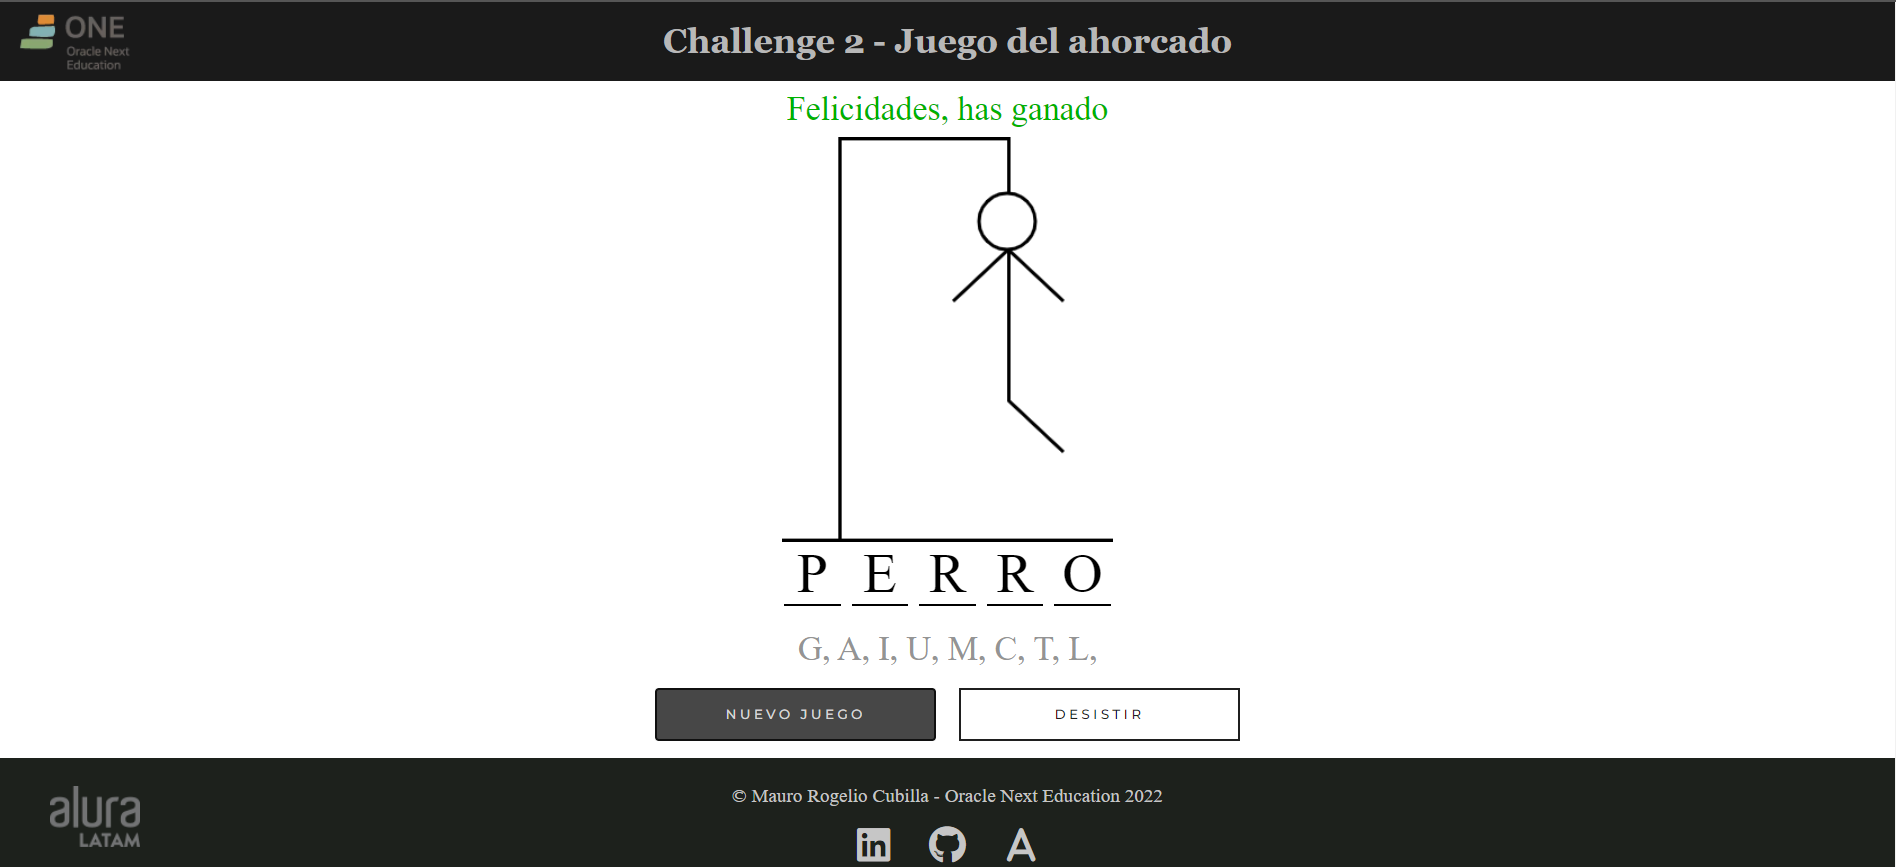 ONE
Oracle Next
Education
Challenge 2 - Juego del ahorcado
Felicidades, has ganado
P E R R O
G, A, I, U, M, C, T, L,
NUEVO JUEGO
DESISTIR
alura
LATAM
© Mauro Rogelio Cubilla - Oracle Next Education 2022
in
A